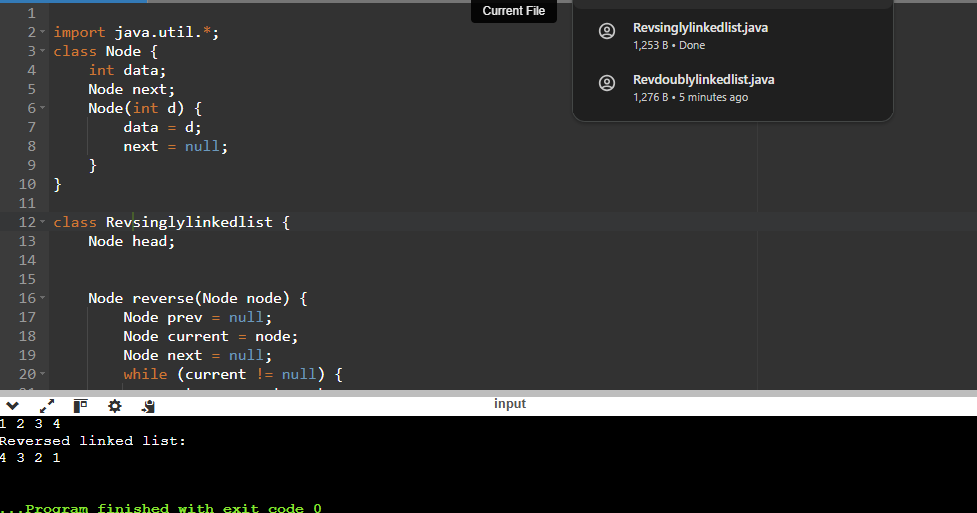 Current File
Revsinglylinkedlist.java
1,253 B • Done
Revdoublylinkedlist.java
1,276 B • 5 minutes ago
1
2 import java.util.*;
3 class Node {
4 int data;
5 Node next;
6 Node(int d) {
7 data = d;
8 next = null;
9 }
10 }
11
12 class Revsinglylinkedlist {
13 Node head;
14
15
16 Node reverse(Node node) {
17 Node prev = null;
18 Node current = node;
19 Node next = null;
20 while (current != null) {
input
1 2 3 4
Reversed linked list:
4 3 2 1
...Program finished with exit code 0